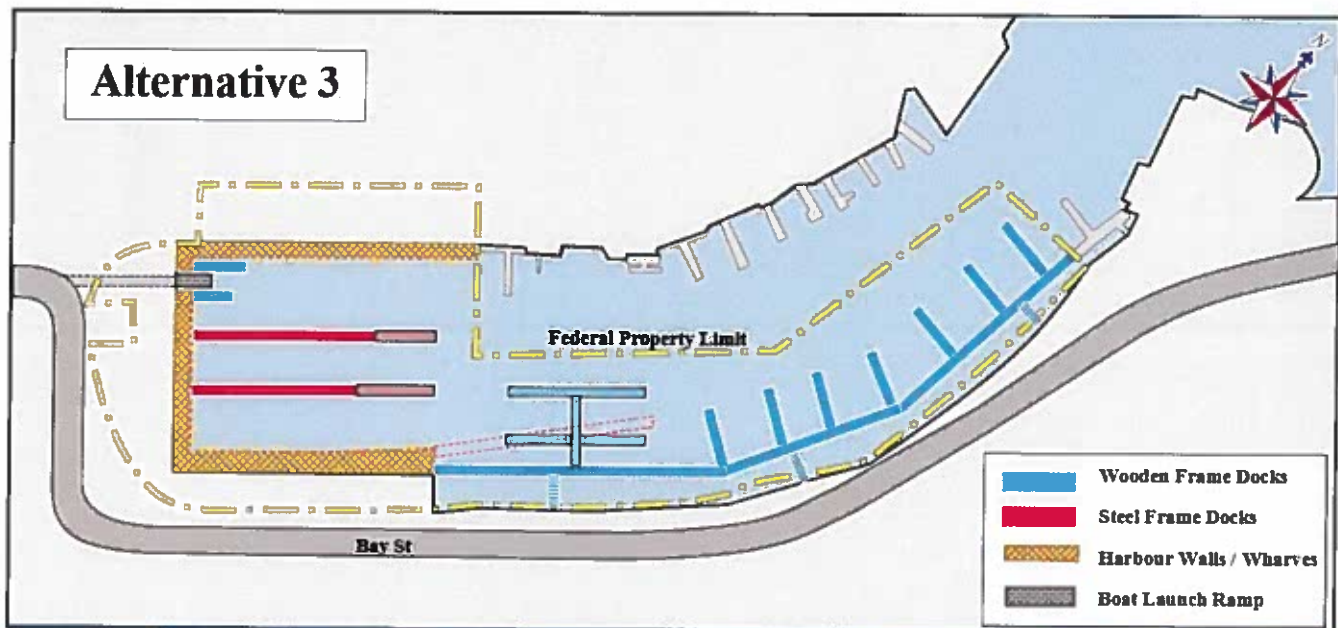 Alternative 3
N
Federal Property Limit
Bay St
Wooden Frame Docks
Steel Frame Docks
Harbour Walls / Wharves
Boat Launch Ramp